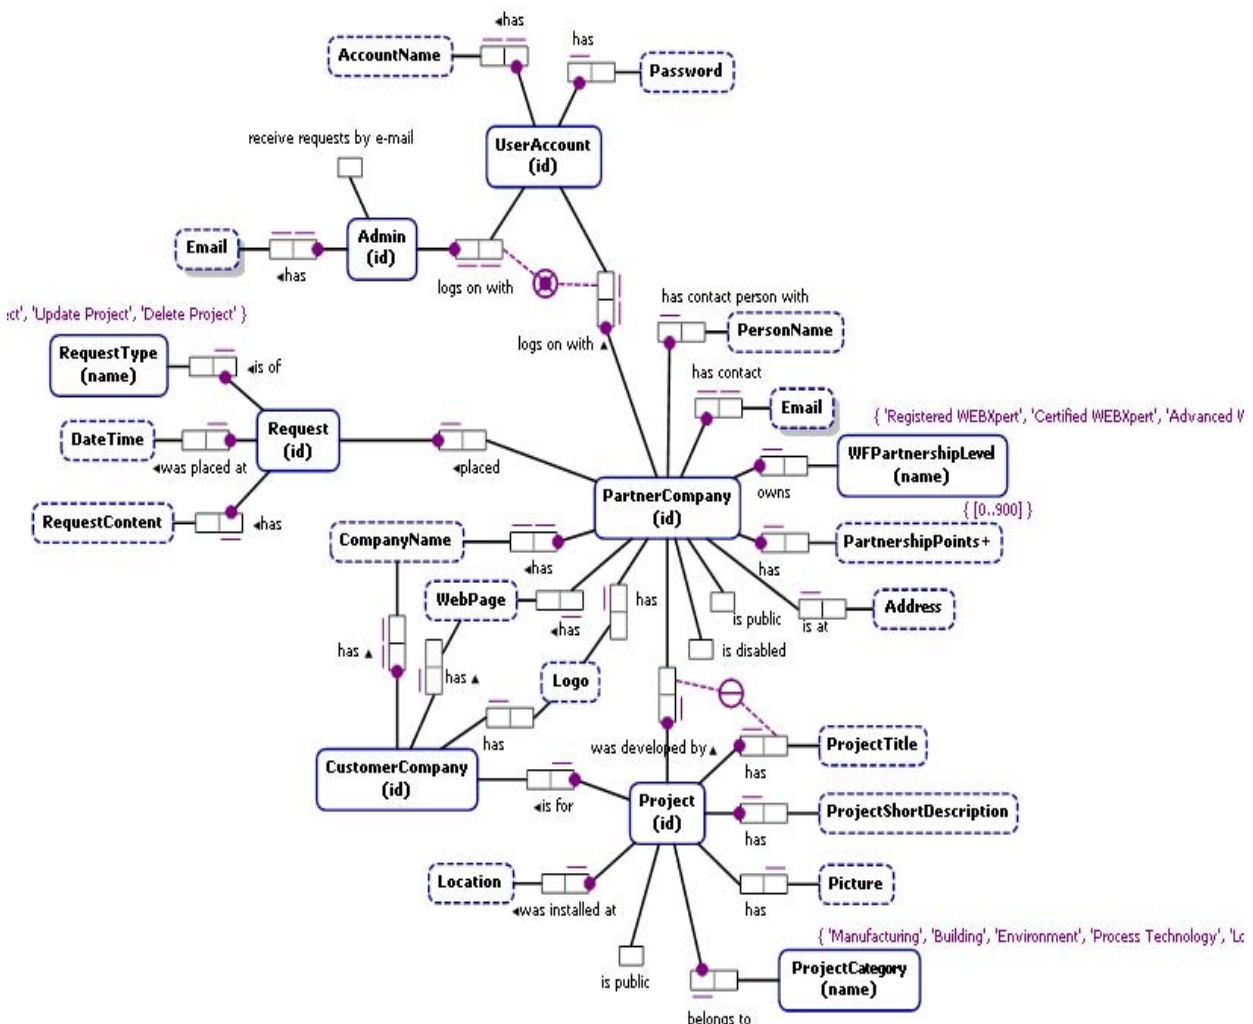 ◄has
has
AccountName
Password
receive requests by e-mail
UserAccount
(id)
Email
Admin
(id)
◄has
logs on with
has contact person with
ect', 'Update Project', 'Delete Project' }
PersonName
RequestType
(name)
◄is of
logs on with ▲
has contact
Email
{ 'Registered WEBXpert', 'Certified WEBXpert', 'Advanced W
DateTime
Request
(id)
◄was placed at
◄placed
WFPartnershipLevel
(name)
owns
PartnerCompany
(id)
{ [0..900] }
RequestContent
◄has
CompanyName
◄has
PartnershipPoints+
has
WebPage
◄has
has
is public
is at
Address
has ▲
has ▲
is disabled
Logo
has
was developed by ▲
ProjectTitle
has
CustomerCompany
(id)
◄is for
Project
(id)
ProjectShortDescription
has
Location
◄was installed at
Picture
has
{ 'Manufacturing', 'Building', 'Environment', 'Process Technology', 'Lo
is public
ProjectCategory
(name)
belongs to